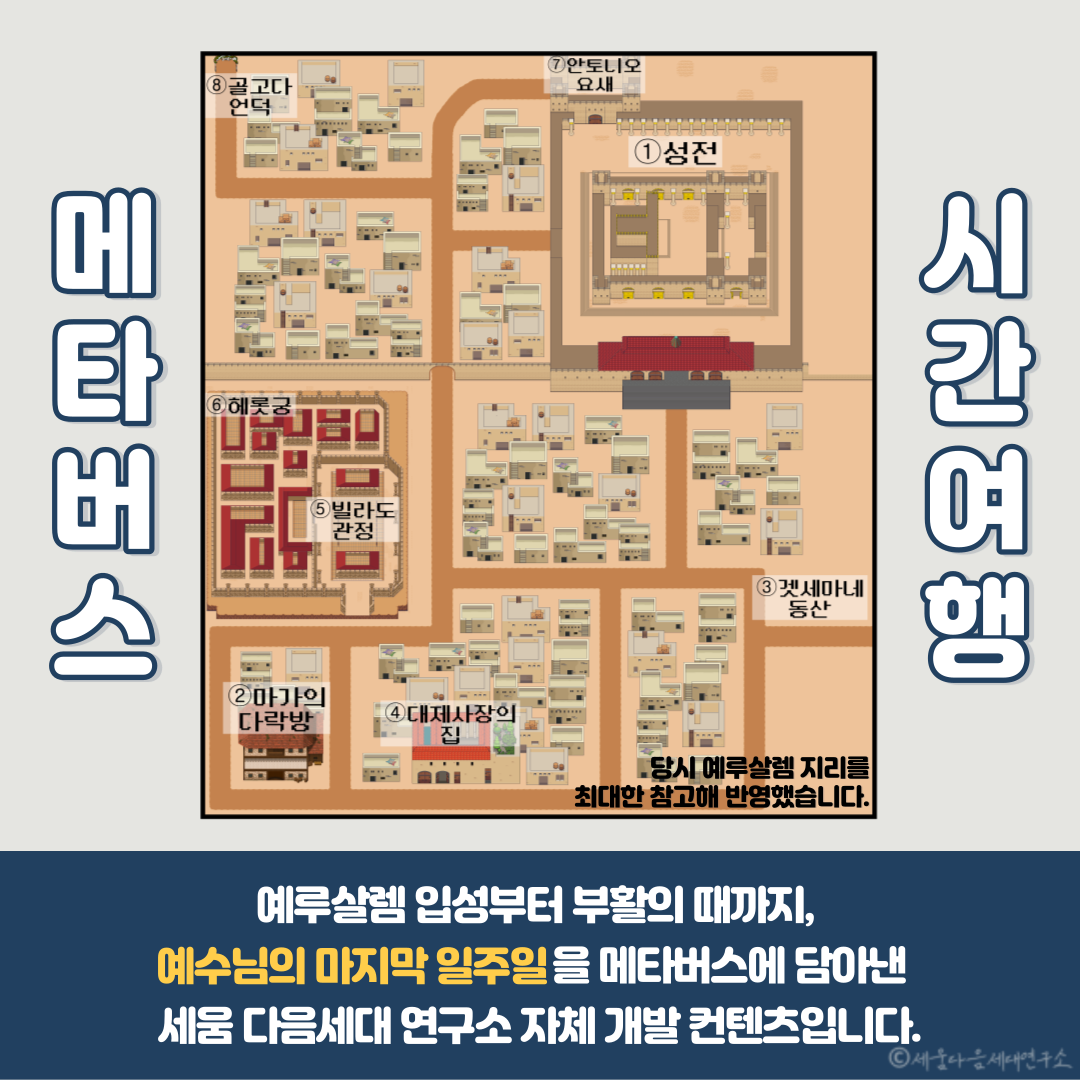 메타버스
시간여행
⑧골고다
언덕
⑦안토니오
요새
①성전
⑥헤롯궁
⑤빌라도
관정
③겟세마네
동산
②마가의
다락방
④대제사장의
집
당시 예루살렘 지리를
최대한 참고해 반영했습니다.
예루살렘 입성부터 부활의 때까지,
예수님의 마지막 일주일을 메타버스에 담아낸
세움 다음세대 연구소 자체 개발 컨텐츠입니다.
©세움다음세대연구소